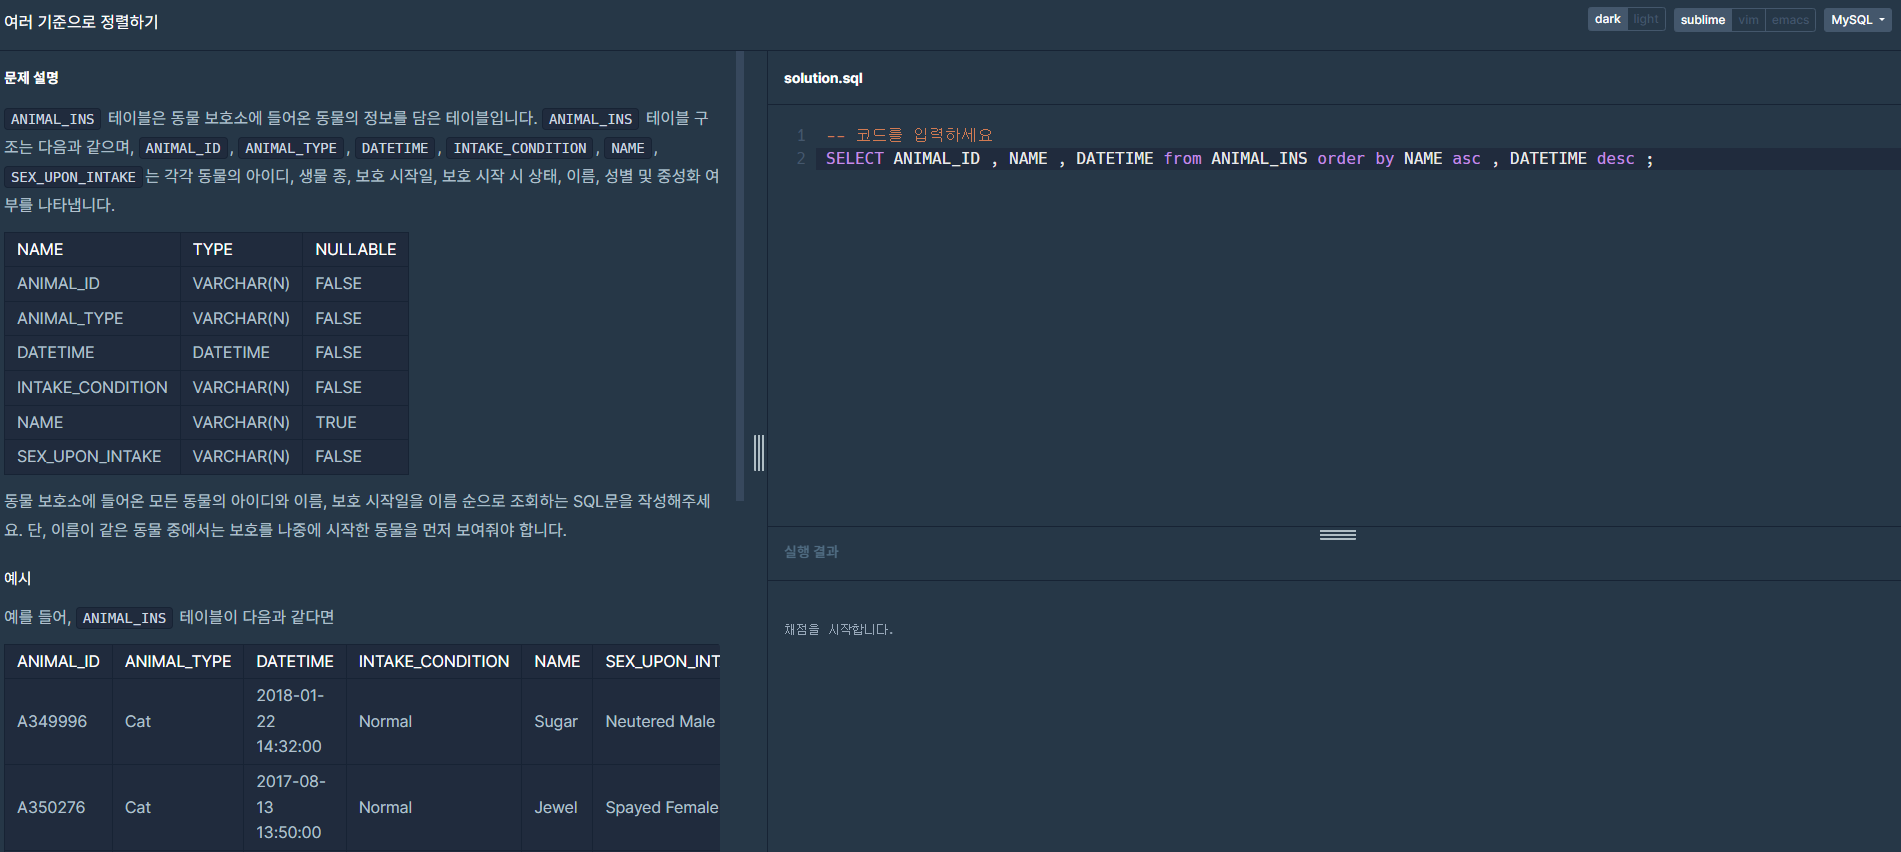 여러 기준으로 정렬하기
dark light sublime vim emacs MySQL
문제 설명
ANIMAL_INS 테이블은 동물 보호소에 들어온 동물의 정보를 담은 테이블입니다. ANIMAL_INS 테이블 구
조는 다음과 같으며, ANIMAL_ID, ANIMAL_TYPE, DATETIME, INTAKE_CONDITION, NAME,
SEX_UPON_INTAKE는 각각 동물의 아이디, 생물 종, 보호 시작일, 보호 시작 시 상태, 이름, 성별 및 중성화 여
부를 나타냅니다.
NAME TYPE NULLABLE
ANIMAL_ID VARCHAR(N) FALSE
ANIMAL_TYPE VARCHAR(N) FALSE
DATETIME DATETIME FALSE
INTAKE_CONDITION VARCHAR(N) FALSE
NAME VARCHAR(N) TRUE
SEX_UPON_INTAKE VARCHAR(N) FALSE
동물 보호소에 들어온 모든 동물의 아이디와 이름, 보호 시작일을 이름 순으로 조회하는 SQL문을 작성해주세
요. 단, 이름이 같은 동물 중에서는 보호를 나중에 시작한 동물을 먼저 보여줘야 합니다.
예시
예를 들어, ANIMAL_INS 테이블이 다음과 같다면
ANIMAL_ID ANIMAL_TYPE DATETIME INTAKE_CONDITION NAME SEX_UPON_INT
A349996 Cat 2018-01-
22
14:32:00 Normal Sugar Neutered Male
A350276 Cat 2017-08-
13
13:50:00 Normal Jewel Spayed Female
solution.sql
1 -- 코드를 입력하세요
2 SELECT ANIMAL_ID , NAME , DATETIME from ANIMAL_INS order by NAME asc , DATETIME desc ;
실행 결과
채점을 시작합니다.